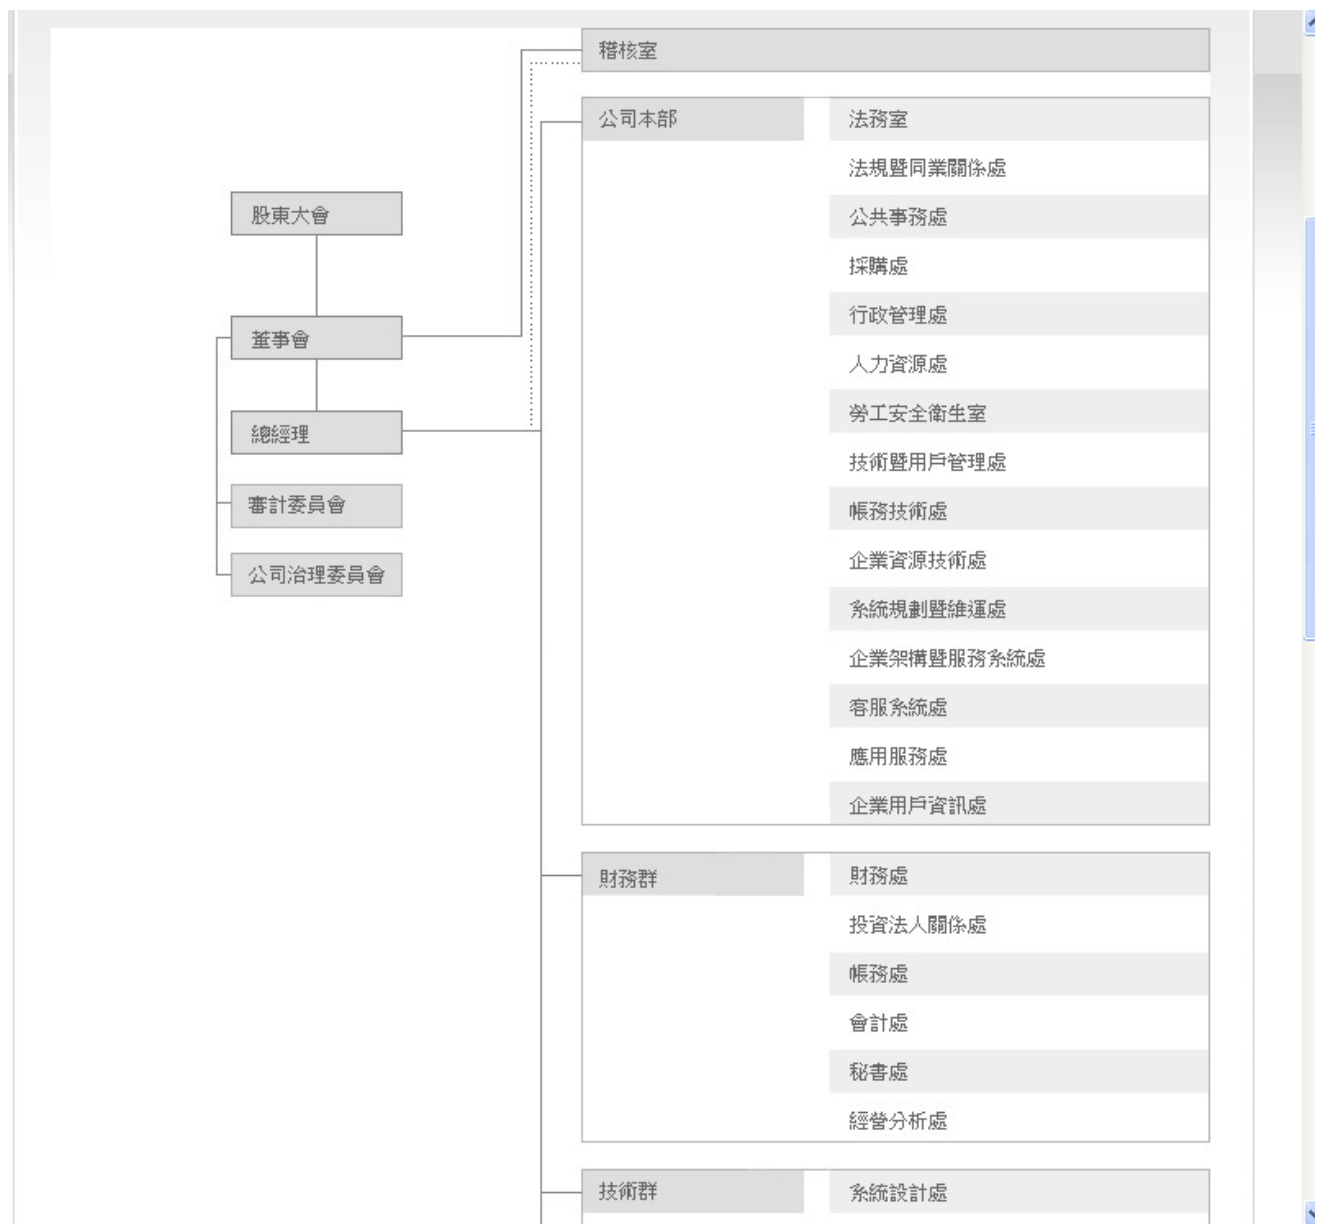 股東大會
董事會
總經理
審計委員會
公司治理委員會
稽核室
公司本部
法務室
法規暨同業關係處
公共事務處
採購處
行政管理處
人力資源處
勞工安全衛生室
技術暨用戶管理處
帳務技術處
企業資源技術處
系統規劃暨維運處
企業架構暨服務系統處
客服系統處
應用服務處
企業用戶資訊處
財務群
財務處
投資法人關係處
帳務處
會計處
秘書處
經營分析處
技術群
系統設計處